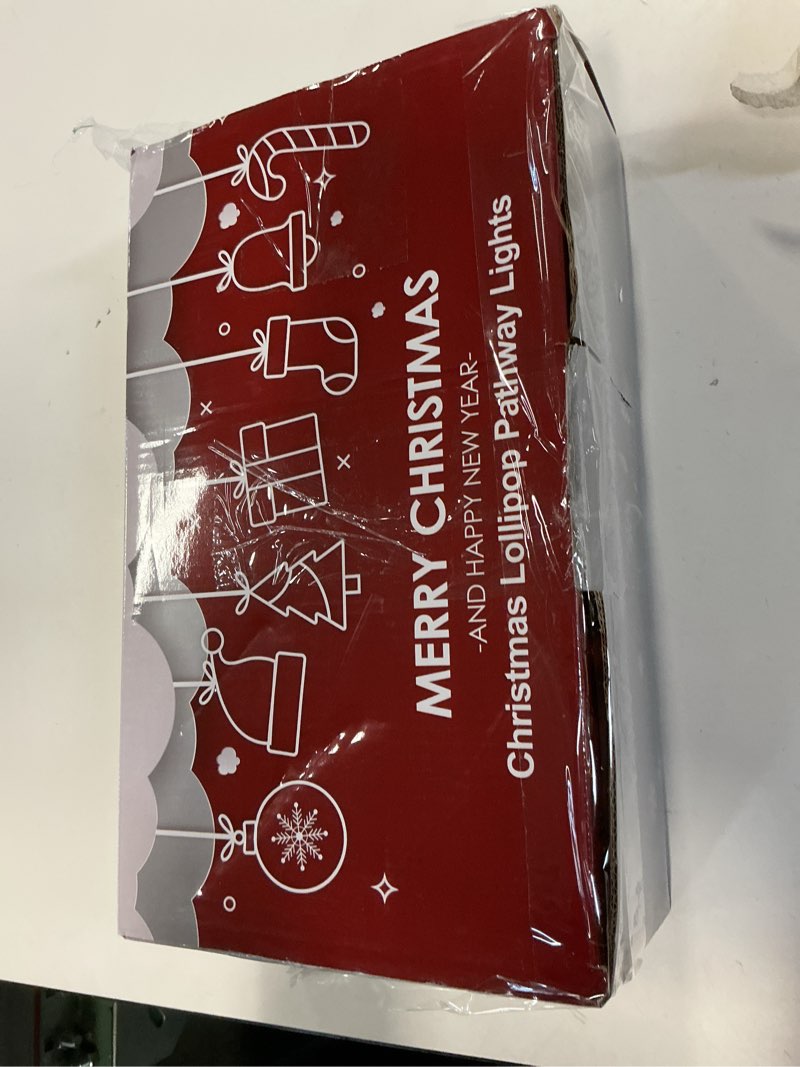 MERRY CHRISTMAS
-AND HAPPY NEW YEAR-
Christmas Lollipop Pathway Lights